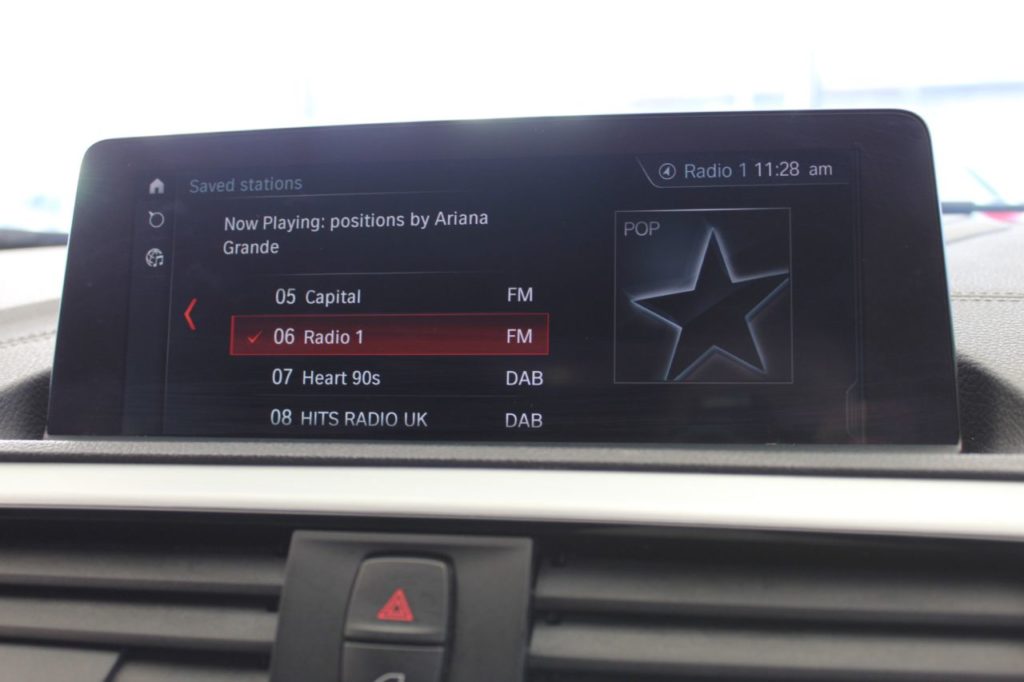 Saved stations
Radio 1 11:28 am
Now Playing: positions by Ariana
Grande
POP
05 Capital FM
06 Radio 1 FM
07 Heart 90s DAB
08 HITS RADIO UK DAB